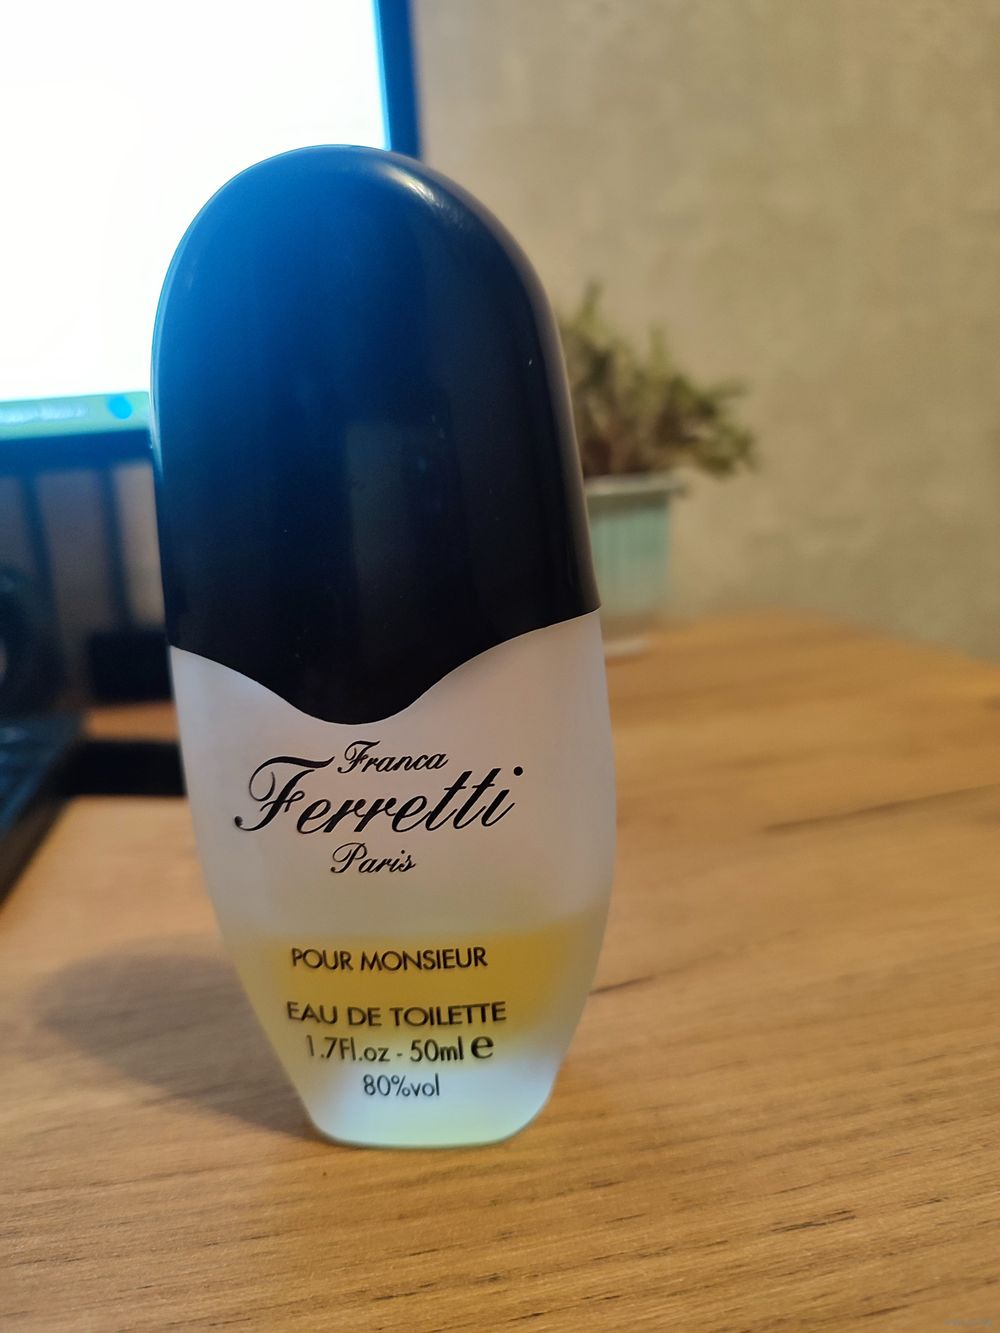 Franca
Ferretti
Paris
POUR MONSIEUR
EAU DE TOILETTE
1.7Fl.oz - 50ml e
80%vol